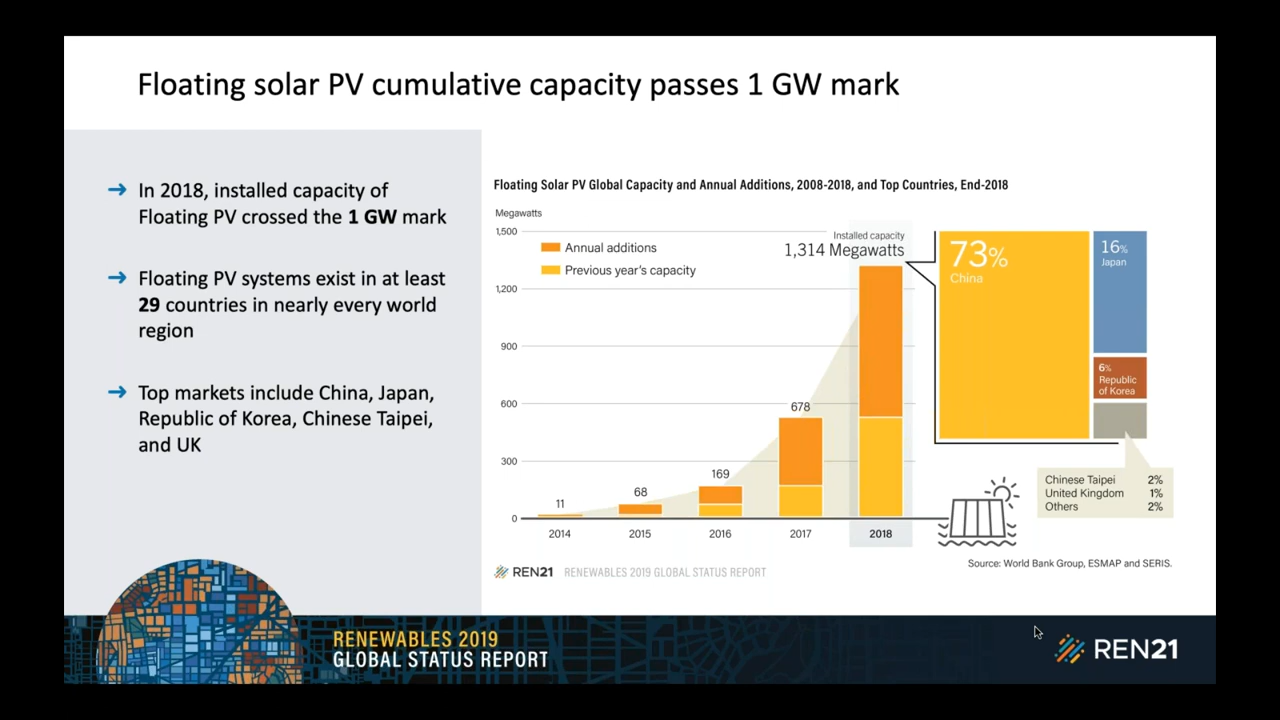 Floating solar PV cumulative capacity passes 1 GW mark
➔ In 2018, installed capacity of
Floating PV crossed the 1 GW mark
➔ Floating PV systems exist in at least
29 countries in nearly every world
region
➔ Top markets include China, Japan,
Republic of Korea, Chinese Taipei,
and UK
Floating Solar PV Global Capacity and Annual Additions, 2008-2018, and Top Countries, End-2018
Megawatts
1,500
1,200
900
600
300
0
Annual additions
Previous year's capacity
Installed capacity
1,314 Megawatts
11
68
169
678
2014
2015
2016
2017
2018
73%
China
16%
Japan
6%
Republic
of Korea
Chinese Taipei 2%
United Kingdom 1%
Others 2%
REN21 RENEWABLES 2019 GLOBAL STATUS REPORT
Source: World Bank Group, ESMAP and SERIS.
RENEWABLES 2019
GLOBAL STATUS REPORT
REN21